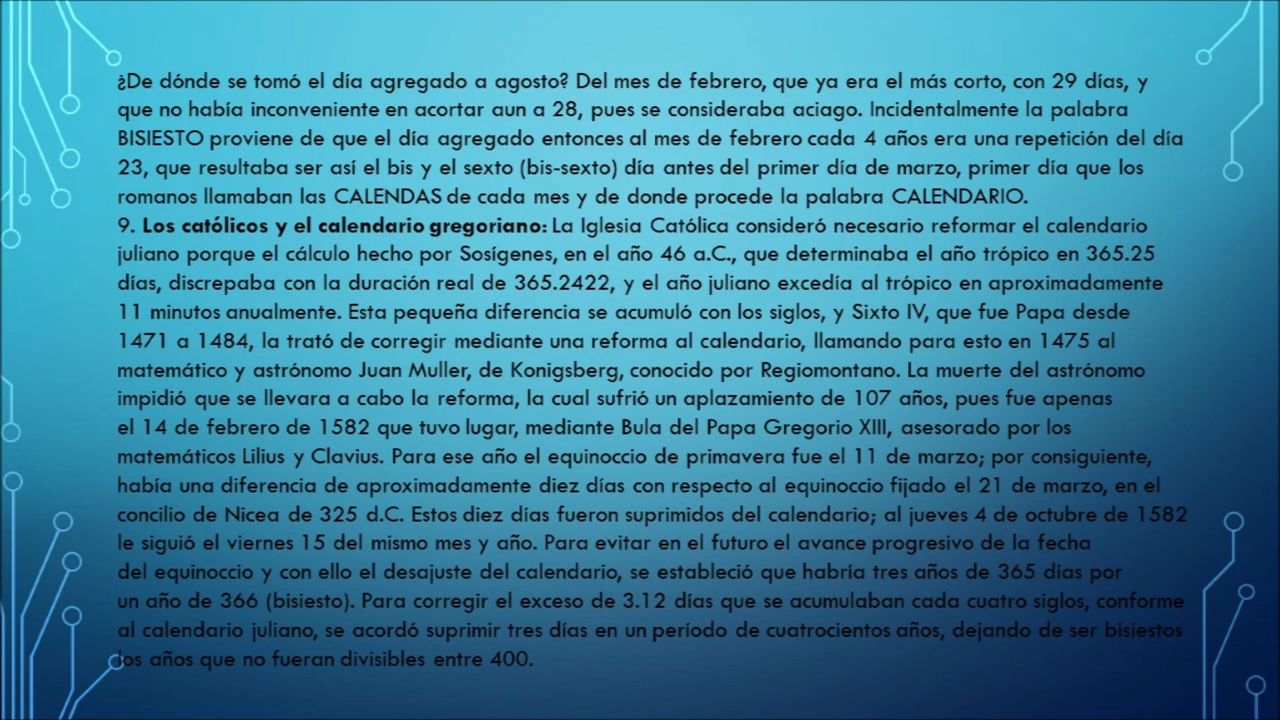 ¿De dónde se tomó el día agregado a agosto? Del mes de febrero, que ya era el más corto, con 29 días, y
que no había inconveniente en acortar aun a 28, pues se consideraba aciago. Incidentalmente la palabra
BISIESTO proviene de que el día agregado entonces al mes de febrero cada 4 años era una repetición del día
23, que resultaba ser así el bis y el sexto (bis-sexto) día antes del primer día de marzo, primer día que los
romanos llamaban las CALENDAS de cada mes y de donde procede la palabra CALENDARIO.
9. Los católicos y el calendario gregoriano: La Iglesia Católica consideró necesario reformar el calendario
juliano porque el cálculo hecho por Sosígenes, en el año 46 a.C., que determinaba el año trópico en 365.25
días, discrepaba con la duración real de 365.2422, y el año juliano excedía al trópico en aproximadamente
11 minutos anualmente. Esta pequeña diferencia se acumuló con los siglos, y Sixto IV, que fue Papa desde
1471 a 1484, la trató de corregir mediante una reforma al calendario, llamando para esto en 1475 al
matemático y astrónomo Juan Muller, de Konigsberg, conocido por Regiomontano. La muerte del astrónomo
impidió que se llevara a cabo la reforma, la cual sufrió un aplazamiento de 107 años, pues fue apenas
el 14 de febrero de 1582 que tuvo lugar, mediante Bula del Papa Gregorio XIII, asesorado por los
matemáticos Lilius y Clavius. Para ese año el equinoccio de primavera fue el 11 de marzo; por consiguiente,
había una diferencia de aproximadamente diez días con respecto al equinoccio fijado el 21 de marzo, en el
concilio de Nicea de 325 d.C. Estos diez días fueron suprimidos del calendario; al jueves 4 de octubre de 1582
le siguió el viernes 15 del mismo mes y año. Para evitar en el futuro el avance progresivo de la fecha
del equinoccio y con ello el desajuste del calendario, se estableció que habría tres años de 365 días por
un año de 366 (bisiesto). Para corregir el exceso de 3.12 días que se acumulaban cada cuatro siglos, conforme
al calendario juliano, se acordó suprimir tres días en un período de cuatrocientos años, dejando de ser bisiestos
los años que no fueran divisibles entre 400.